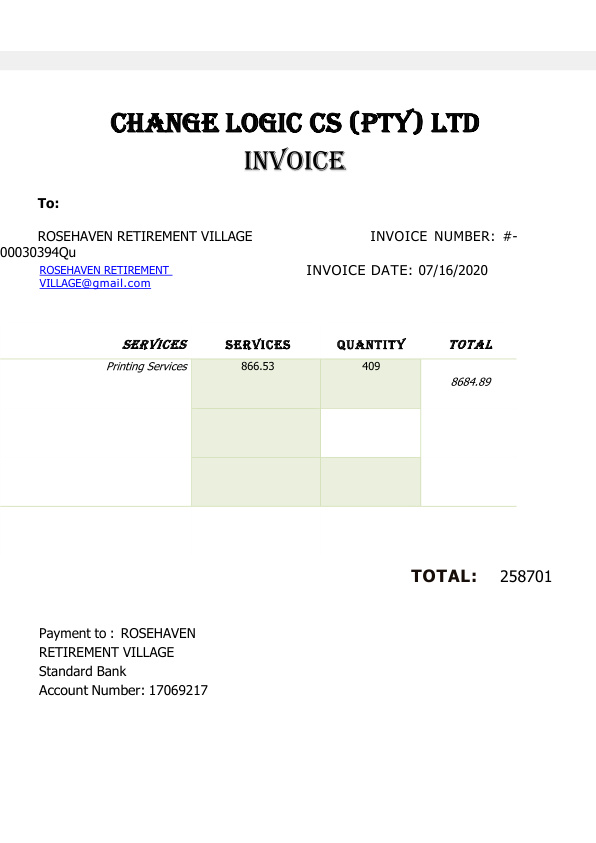 CHANGE LOGIC CS (PTY) LTD
INVOICE
To:
ROSEHAVEN RETIREMENT VILLAGE INVOICE NUMBER: #-
00030394Qu
ROSEHAVEN RETIREMENT INVOICE DATE: 07/16/2020
VILLAGE@gmail.com
SERVICES SERVICES QUANTITY TOTAL
Printing Services 866.53 409
8684.89
TOTAL: 258701
Payment to : ROSEHAVEN
RETIREMENT VILLAGE
Standard Bank
Account Number: 17069217